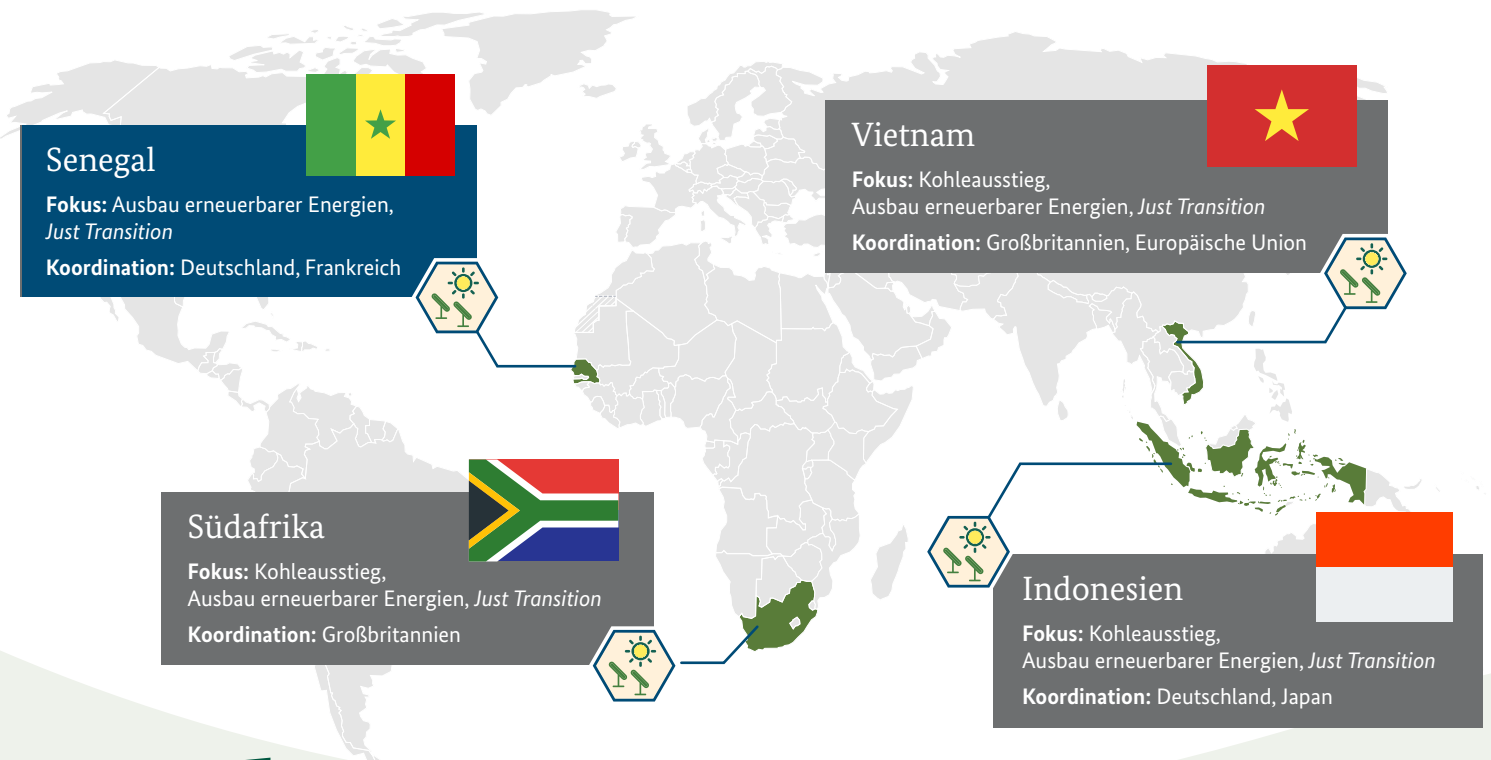 Senegal
Fokus: Ausbau erneuerbarer Energien,
Just Transition
Koordination: Deutschland, Frankreich
Vietnam
Fokus: Kohleausstieg,
Ausbau erneuerbarer Energien, Just Transition
Koordination: Großbritannien, Europäische Union
Südafrika
Fokus: Kohleausstieg,
Ausbau erneuerbarer Energien, Just Transition
Koordination: Großbritannien
Indonesien
Fokus: Kohleausstieg,
Ausbau erneuerbarer Energien, Just Transition
Koordination: Deutschland, Japan